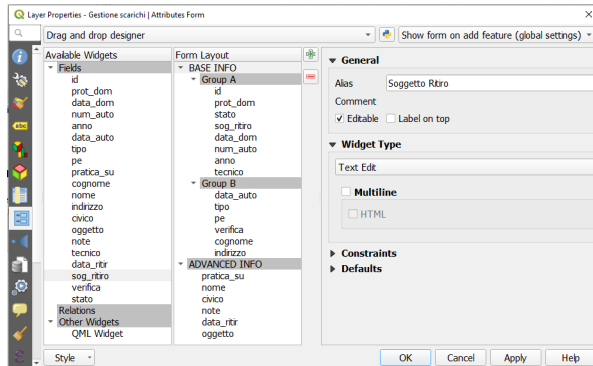 Layer Properties - Gestione scarichi | Attributes Form
Drag and drop designer
Show form on add feature (global settings)
Available Widgets
Fields
id
prot_dom
data_dom
num_auto
anno
data_auto
tipo
pe
pratica_su
cognome
nome
indirizzo
civico
oggetto
note
tecnico
data_ritir
sog_ritiro
verifica
stato
Relations
Other Widgets
QML Widget
Form Layout
BASE INFO
Group A
id
prot_dom
stato
sog_ritiro
data_dom
num_auto
anno
tecnico
Group B
data_auto
tipo
pe
verifica
cognome
indirizzo
ADVANCED INFO
pratica_su
nome
civico
note
data_ritir
oggetto
General
Alias Soggetto Ritiro
Comment
Editable Label on top
Widget Type
Text Edit
Multiline
HTML
Constraints
Defaults
abc
Style
OK Cancel Apply Help